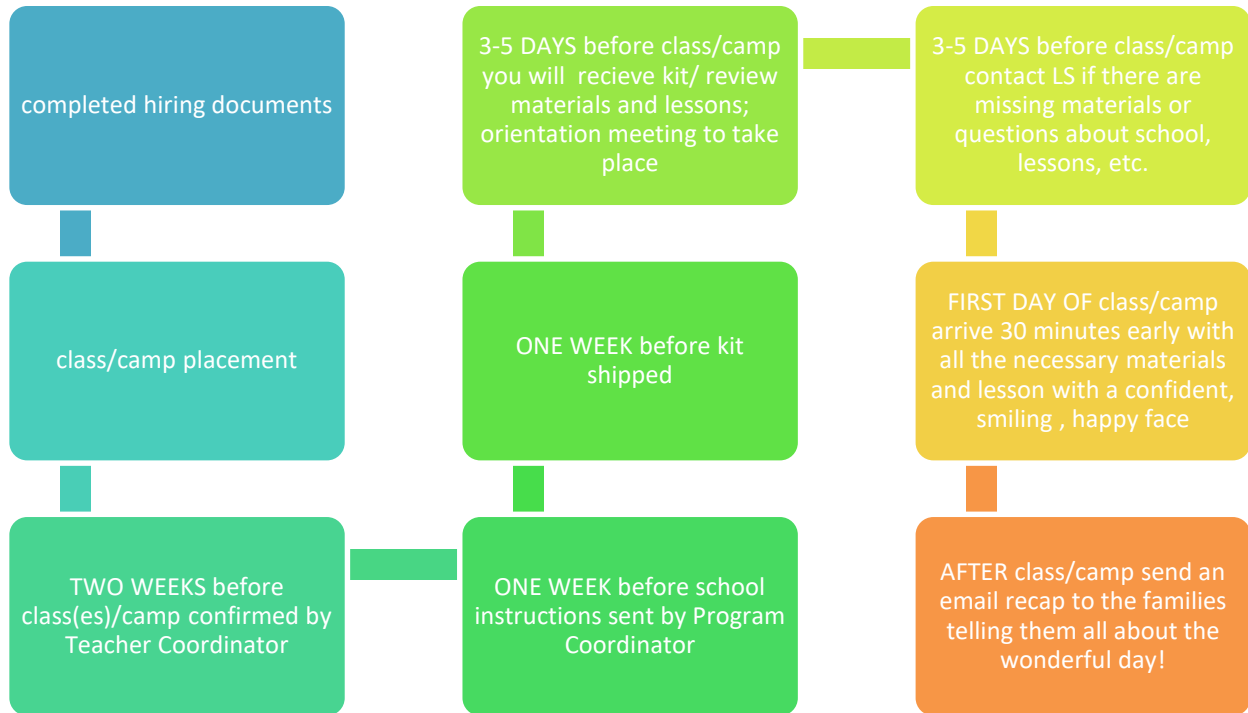 completed hiring documents
class/camp placement
TWO WEEKS before
class(es)/camp confirmed by
Teacher Coordinator
ONE WEEK before school
instructions sent by Program
Coordinator
ONE WEEK before kit
shipped
3-5 DAYS before class/camp
you will recieve kit/ review
materials and lessons;
orientation meeting to take
place
3-5 DAYS before class/camp
contact LS if there are
missing materials or
questions about school,
lessons, etc.
FIRST DAY OF class/camp
arrive 30 minutes early with
all the necessary materials
and lesson with a confident,
smiling , happy face
AFTER class/camp send an
email recap to the families
telling them all about the
wonderful day!